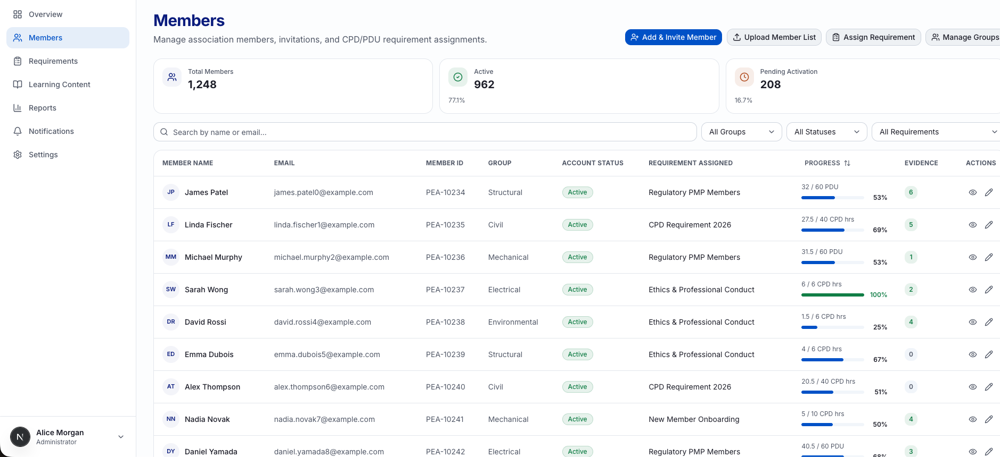 Overview
Members
Requirements
Learning Content
Reports
Notifications
Settings
N
Alice Morgan
Administrator
Members
Manage association members, invitations, and CPD/PDU requirement assignments.
Add & Invite Member
Upload Member List
Assign Requirement
Manage Groups
Total Members
1,248
Active
962
77.1%
Pending Activation
208
16.7%
Search by name or email...
All Groups
All Statuses
All Requirements
MEMBER NAME EMAIL MEMBER ID GROUP ACCOUNT STATUS REQUIREMENT ASSIGNED PROGRESS EVIDENCE ACTIONS
JP James Patel james.patel0@example.com PEA-10234 Structural Active Regulatory PMP Members 32 / 60 PDU 53% 6
LF Linda Fischer linda.fischer1@example.com PEA-10235 Civil Active CPD Requirement 2026 27.5 / 40 CPD hrs 69% 5
MM Michael Murphy michael.murphy2@example.com PEA-10236 Mechanical Active Regulatory PMP Members 31.5 / 60 PDU 53% 1
SW Sarah Wong sarah.wong3@example.com PEA-10237 Electrical Active Ethics & Professional Conduct 6 / 6 CPD hrs 100% 2
DR David Rossi david.rossi4@example.com PEA-10238 Environmental Active Ethics & Professional Conduct 1.5 / 6 CPD hrs 25% 4
ED Emma Dubois emma.dubois5@example.com PEA-10239 Structural Active Ethics & Professional Conduct 4 / 6 CPD hrs 67% 0
AT Alex Thompson alex.thompson6@example.com PEA-10240 Civil Active CPD Requirement 2026 20.5 / 40 CPD hrs 51% 0
NN Nadia Novak nadia.novak7@example.com PEA-10241 Mechanical Active New Member Onboarding 5 / 10 CPD hrs 50% 4
DY Daniel Yamada daniel.yamada8@example.com PEA-10242 Electrical Active Regulatory PMP Members 40.5 / 60 PDU 68% 3